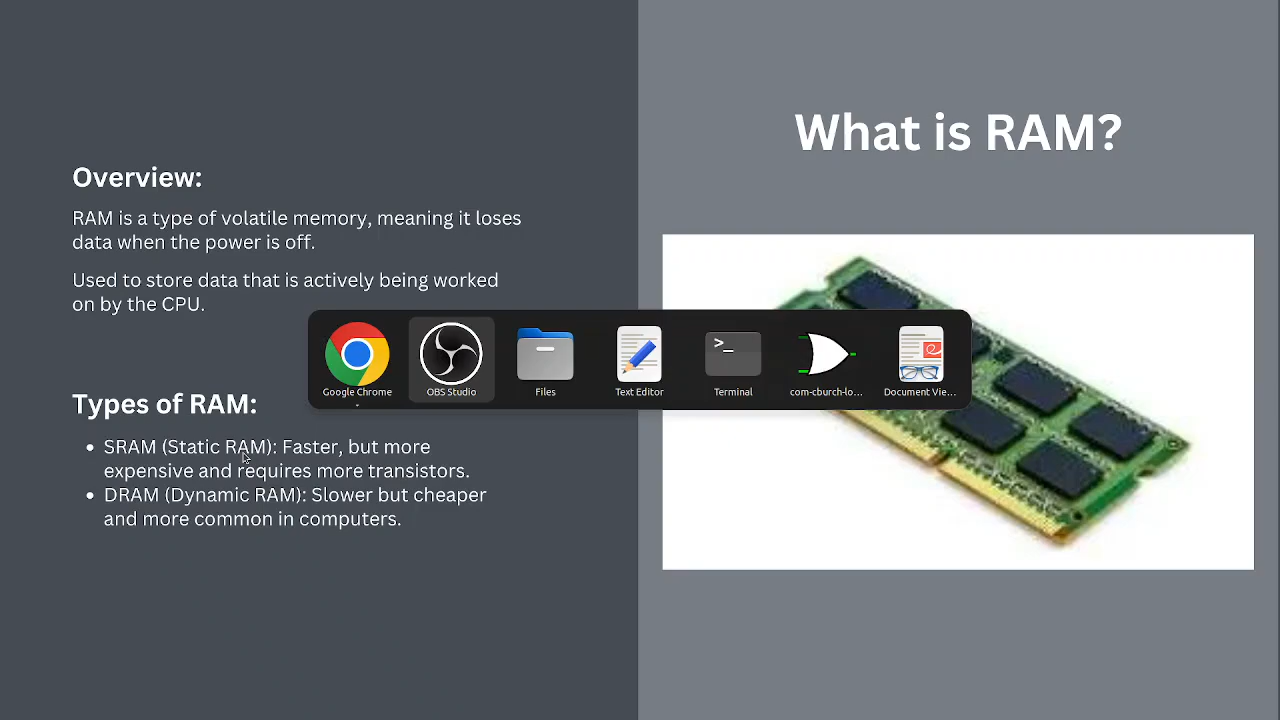 What is RAM?
Overview:
RAM is a type of volatile memory, meaning it loses
data when the power is off.
Used to store data that is actively being worked
on by the CPU.
Google Chrome
OBS Studio
Files
Text Editor
>_
Terminal
com-cburch-lo...
Document Vie...
Types of RAM:
• SRAM (Static RAM): Faster, but more
expensive and requires more transistors.
• DRAM (Dynamic RAM): Slower but cheaper
and more common in computers.